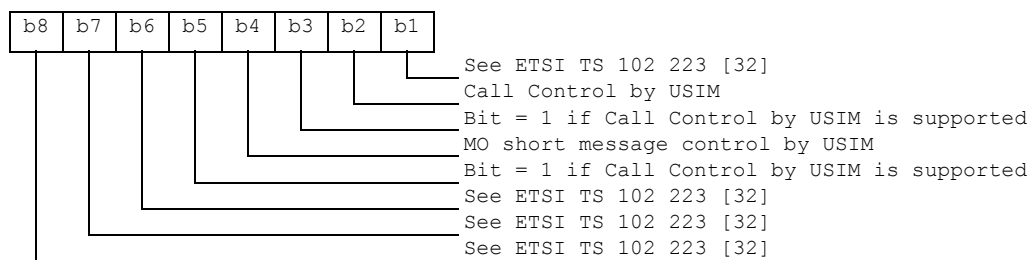 b8 b7 b6 b5 b4 b3 b2 b1
See ETSI TS 102 223 [32]
Call Control by USIM
Bit = 1 if Call Control by USIM is supported
MO short message control by USIM
Bit = 1 if Call Control by USIM is supported
See ETSI TS 102 223 [32]
See ETSI TS 102 223 [32]
See ETSI TS 102 223 [32]